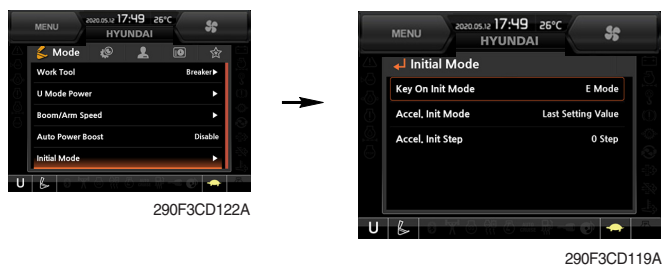 MENU
2020.05.12 17:49 26°C
HYUNDAI
Mode
Work Tool Breaker▶
U Mode Power ▶
Boom/Arm Speed ▶
Auto Power Boost Disable
Initial Mode ▶
U
290F3CD122A
MENU
2020.05.12 17:49 26°C
HYUNDAI
Initial Mode
Key On Init Mode E Mode
Accel. Init Mode Last Setting Value
Accel. Init Step 0 Step
U
290F3CD119A